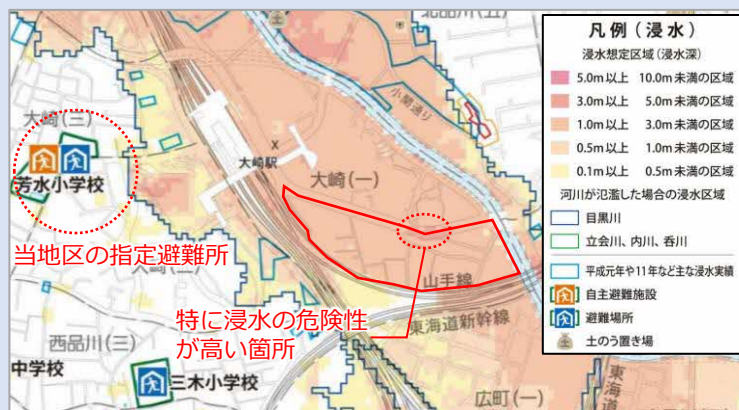 北品川(五)
小関通り
大崎(三)
芳水小学校
大崎駅
大崎(一)
当地区の指定避難所
山手線
特に浸水の危険性
が高い箇所
東海道新幹線
西品川(三)
中学校
三木小学校
広町(一)
東海道
凡例(浸水)
浸水想定区域(浸水深)
5.0m以上 10.0m未満の区域
3.0m以上 5.0m未満の区域
1.0m以上 3.0m未満の区域
0.5m以上 1.0m未満の区域
0.1m以上 0.5m未満の区域
河川が氾濫した場合の浸水区域
目黒川
立会川、内川、呑川
平成元年や11年など主な浸水実績
自主避難施設
避難場所
土のう置き場